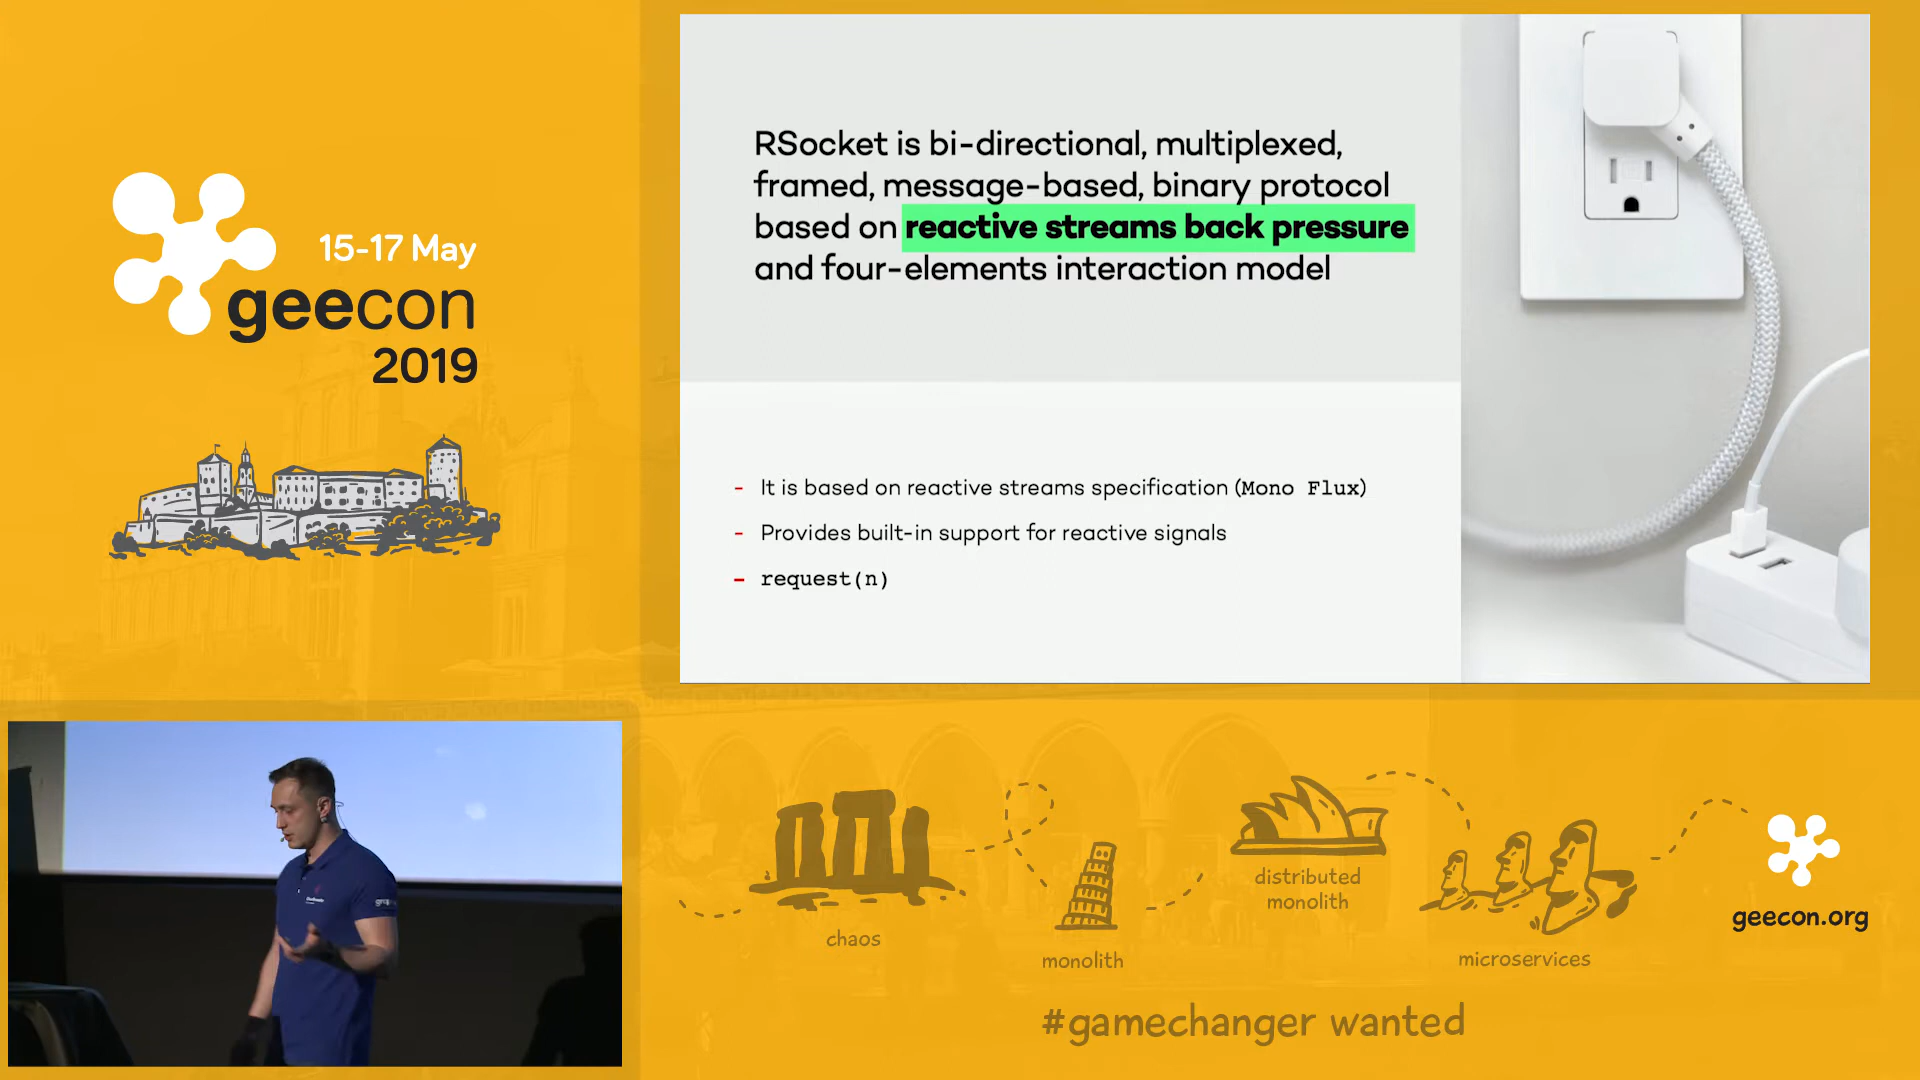 15-17 May
geecon
2019
RSocket is bi-directional, multiplexed,
framed, message-based, binary protocol
based on reactive streams back pressure
and four-elements interaction model
- It is based on reactive streams specification (Mono Flux)
- Provides built-in support for reactive signals
- request(n)
chaos
monolith
distributed
monolith
microservices
geecon.org
#gamechanger wanted